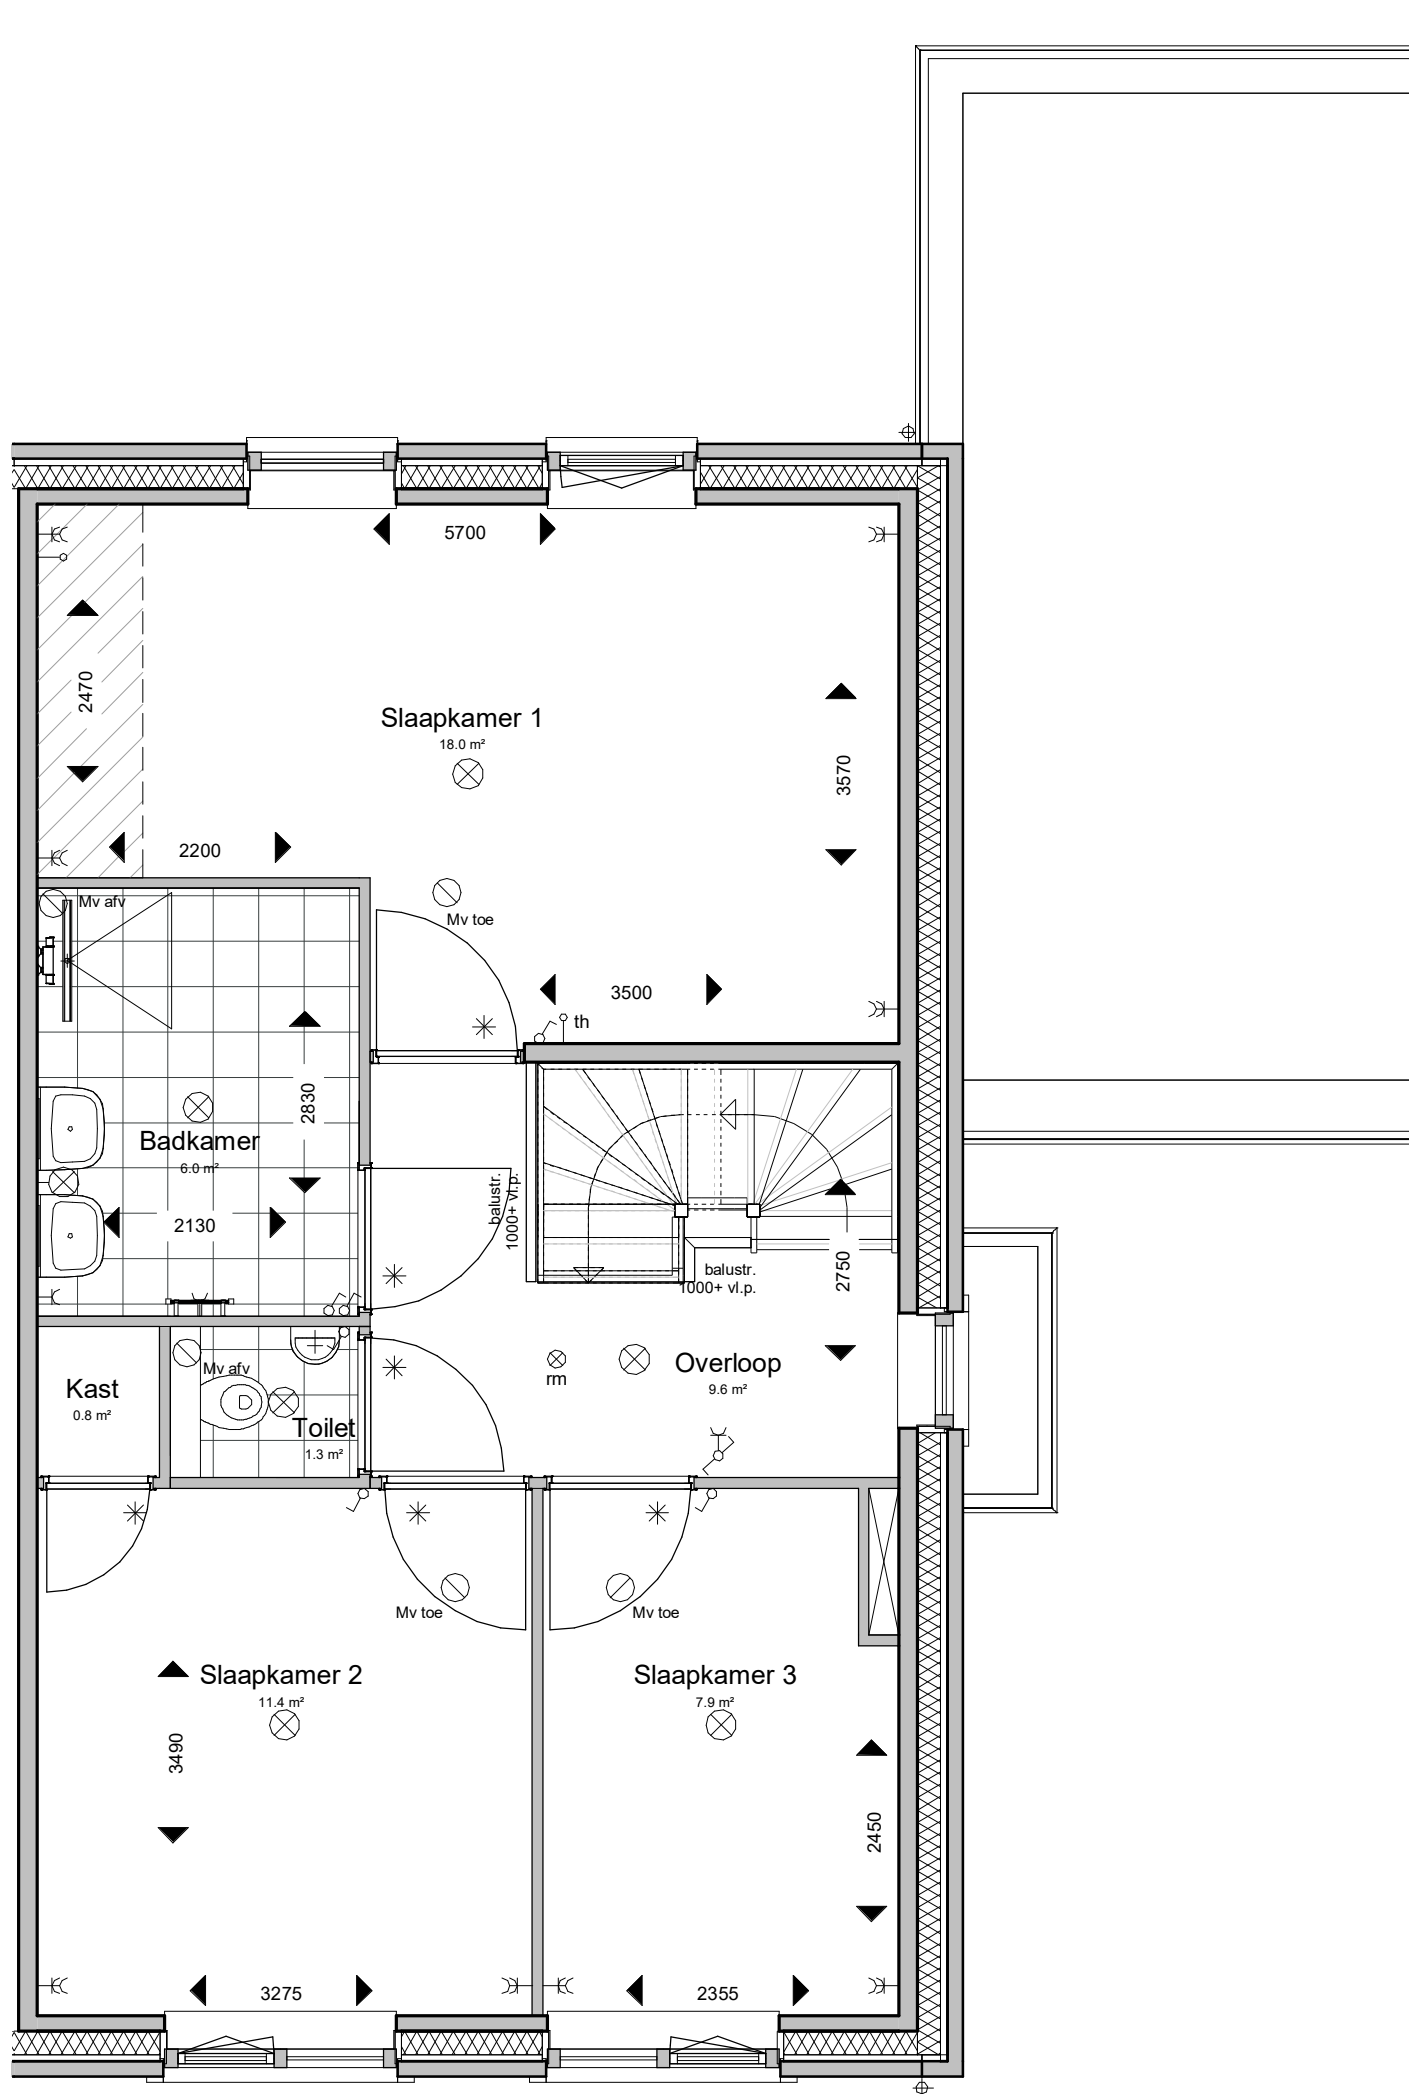 5700
2470
Slaapkamer 1
18.0 m²
3570
2200
Mv afv
Mv toe
3500
th
2830
Badkamer
6.0 m²
2130
balustr.
1000+ vl.p.
balustr.
1000+ vl.p.
2750
Overloop
9.6 m²
rm
Mv afv
Kast
0.8 m²
Toilet
1.3 m²
Mv toe
Mv toe
Slaapkamer 2
11.4 m²
Slaapkamer 3
7.9 m²
3490
2450
3275
2355